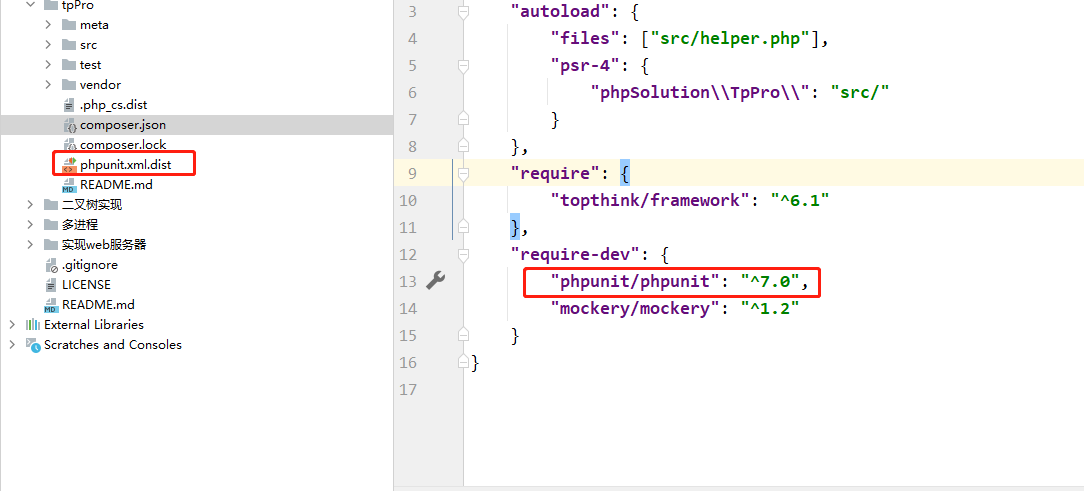 tpPro
meta
src
test
vendor
.php_cs.dist
composer.json
composer.lock
phpunit.xml.dist
README.md
二叉树实现
多进程
实现web服务器
.gitignore
LICENSE
README.md
External Libraries
Scratches and Consoles
3 "autoload": {
4 "files": ["src/helper.php"],
5 "psr-4": {
6 "phpSolution\\TpPro\\": "src/"
7 }
8 },
9 "require": {
10 "topthink/framework": "^6.1"
11 },
12 "require-dev": {
13 "phpunit/phpunit": "^7.0",
14 "mockery/mockery": "^1.2"
15 }
16 }
17